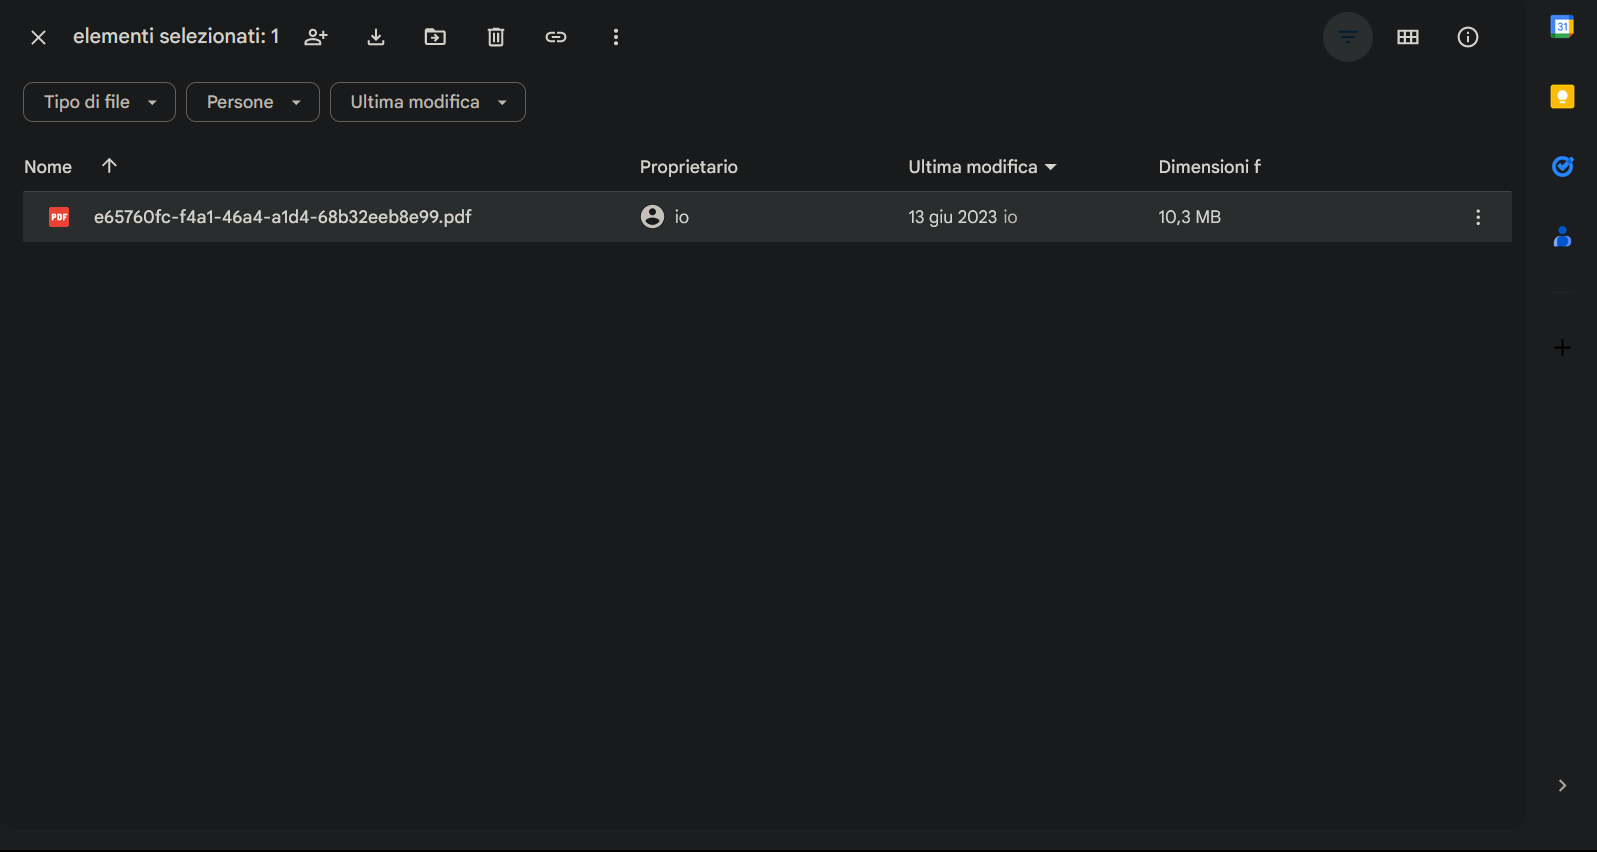 elementi selezionati: 1
31
Tipo di file
Persone
Ultima modifica
Nome
Proprietario
Ultima modifica
Dimensioni f
PDF
e65760fc-f4a1-46a4-a1d4-68b32eeb8e99.pdf
io
13 giu 2023 io
10,3 MB